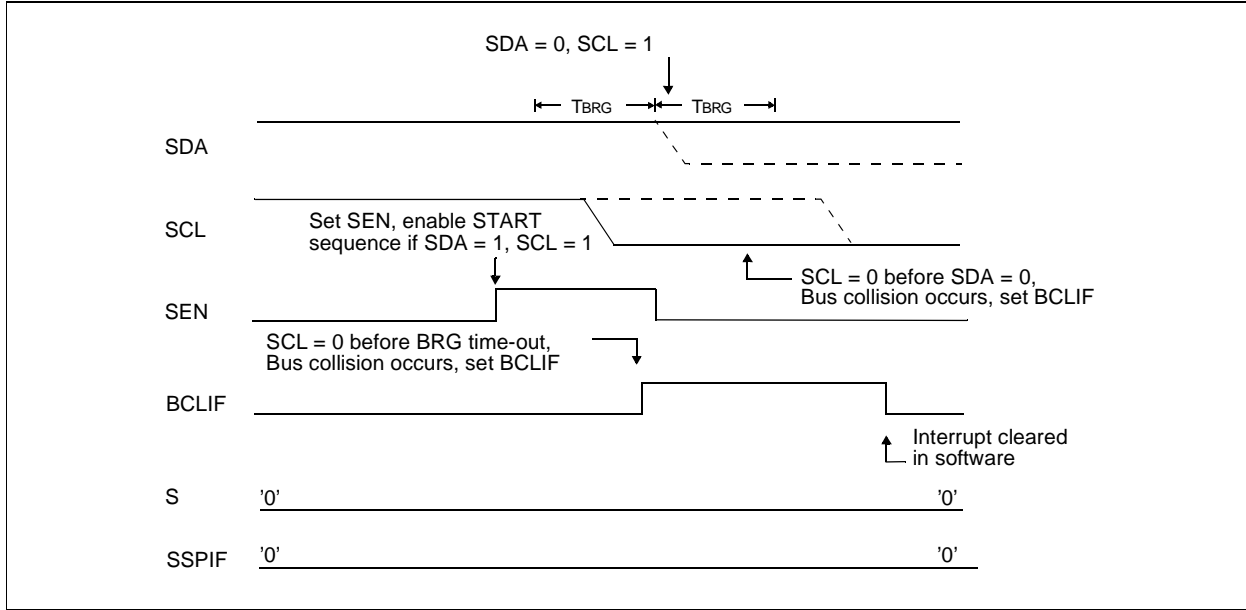 SDA = 0, SCL = 1
TBRG TBRG
SDA
SCL
Set SEN, enable START
sequence if SDA = 1, SCL = 1
SCL = 0 before SDA = 0,
Bus collision occurs, set BCLIF
SEN
SCL = 0 before BRG time-out,
Bus collision occurs, set BCLIF
BCLIF
Interrupt cleared
in software
S '0' '0'
SSPIF '0' '0'